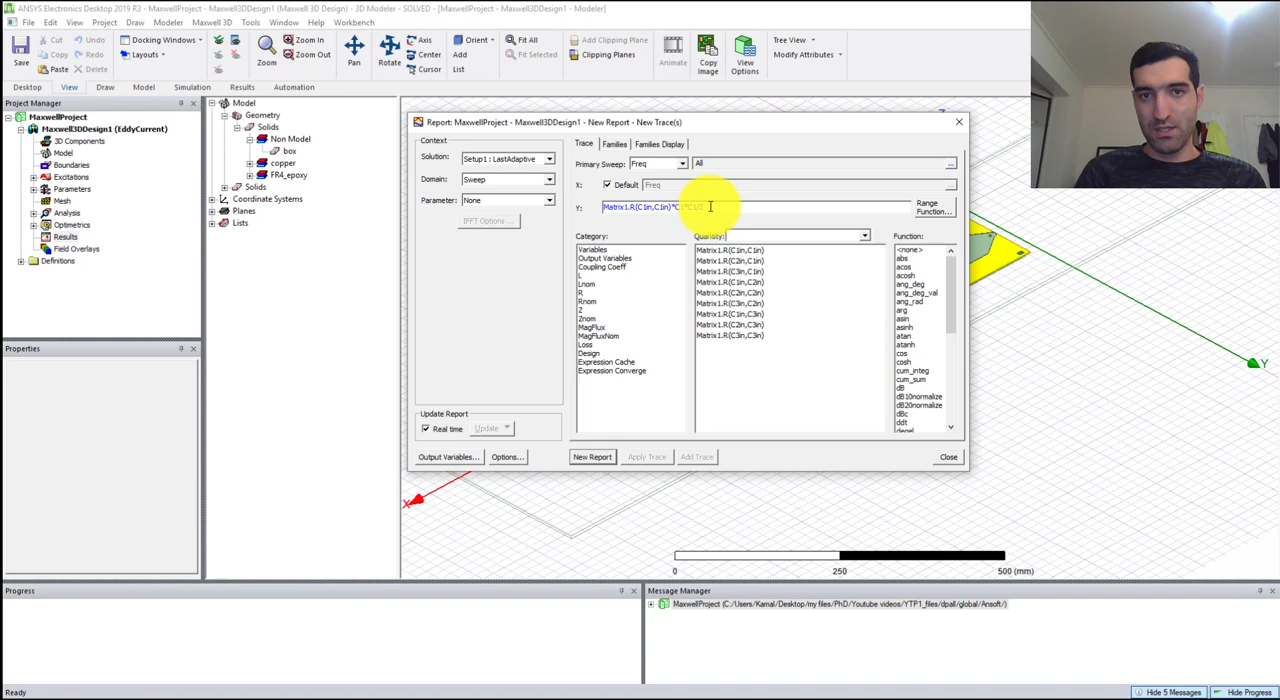 ANSYS Electronics Desktop 2019 R3 - MaxwellProject - Maxwell3DDesign1 - 3D Modeler - SOLVED - [MaxwellProject - Maxwell3DDesign1 - Modeler]
File Edit View Project Draw Modeler Maxwell 3D Tools Window Help Workbench
Save
Cut
Copy
Paste
Undo
Redo
Delete
Docking Windows
Layouts
Zoom
Zoom In
Zoom Out
Pan
Rotate
Axis
Center
Cursor
Orient
Add
List
Fit All
Fit Selected
Add Clipping Plane
Clipping Planes
Animate
Copy Image
View Options
Tree View
Modify Attributes
Desktop View Draw Model Simulation Results Automation
Project Manager
MaxwellProject
Maxwell3DDesign1 (EddyCurrent)
3D Components
Model
Boundaries
Excitations
Parameters
Mesh
Analysis
Optimetrics
Results
Field Overlays
Definitions
Properties
Model
Geometry
Solids
Non Model
box
copper
FR4_epoxy
Solids
Coordinate Systems
Planes
Lists
Report: MaxwellProject - Maxwell3DDesign1 - New Report - New Trace(s)
Context
Solution: Setup1 : LastAdaptive
Domain: Sweep
Parameter: None
IFFT Options ...
Update Report
Real time Update
Output Variables... Options...
Trace Families Families Display
Primary Sweep: Freq All ...
X: Default Freq ...
Y: Matrix1.R(C1in,C1in)*C1*C1/2
Range Function...
Category:
Variables
Output Variables
Coupling Coeff
L
Lnom
R
Rnom
Z
Znom
MagFlux
MagFluxNom
Loss
Design
Expression Cache
Expression Converge
Quantity:
Matrix1.R(C1in,C1in)
Matrix1.R(C2in,C1in)
Matrix1.R(C3in,C1in)
Matrix1.R(C1in,C2in)
Matrix1.R(C2in,C2in)
Matrix1.R(C3in,C2in)
Matrix1.R(C1in,C3in)
Matrix1.R(C2in,C3in)
Matrix1.R(C3in,C3in)
Function:
<none>
abs
acos
acosh
ang_deg
ang_deg_val
ang_rad
arg
asin
asinh
atan
atanh
cos
cosh
cum_integ
cum_sum
dB
dB10normalize
dB20normalize
dBc
ddt
New Report Apply Trace Add Trace Close
Z
X
Y
0 250 500 (mm)
Progress
Message Manager
MaxwellProject (C:/Users/Kamal/Desktop/my files/PhD/Youtube videos/YTP1_files/dpall/global/Ansoft/)
Ready
Hide 5 Messages Hide Progress